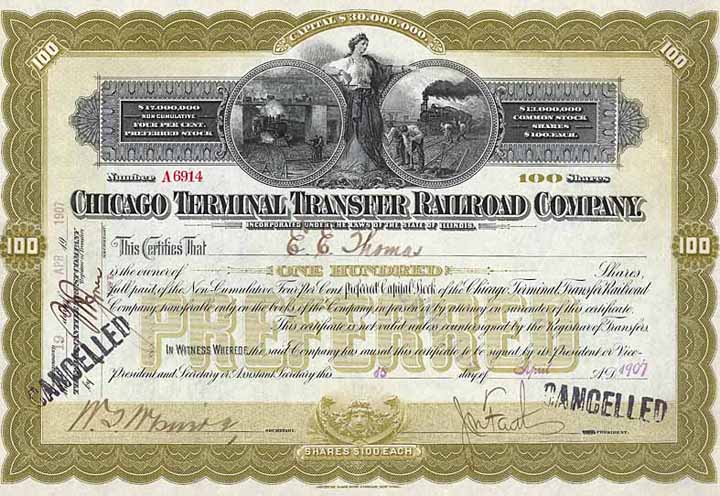 CAPITAL $30,000,000
100
100
$17,000,000
NON CUMULATIVE
FOUR PER CENT.
PREFERRED STOCK
$13,000,000
COMMON STOCK
SHARES
$100. EACH.
Number A6914
100 Shares
CHICAGO TERMINAL TRANSFER RAILROAD COMPANY.
INCORPORATED UNDER THE LAWS OF THE STATE OF ILLINOIS.
This Certifies That E E Thomas
is the owner of ONE HUNDRED Shares,
full paid, of the Non Cumulative Four Per Cent Preferred Capital Stock of the Chicago Terminal Transfer Railroad
Company, transferable only on the books of the Company in person or by attorney on surrender of this certificate.
This certificate is not valid unless countersigned by the Registrar of Transfers.
PREFERRED
IN WITNESS WHEREOF, the said Company has caused this certificate to be signed by its President or Vice-
President and Secretary or Assistant Secretary this day of April A.D. 1907
100
100
APR 19 1907
CANCELLED
CANCELLED
SECRETARY.
PRESIDENT.
SHARES $100. EACH.